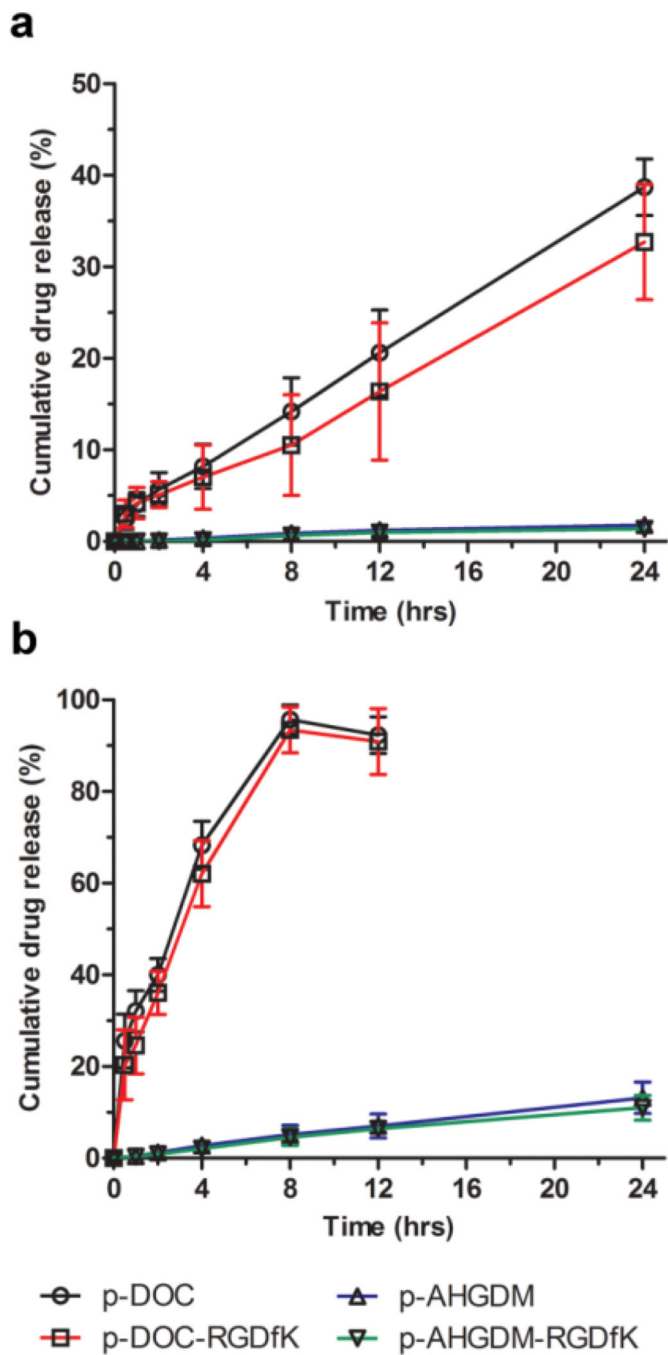 a
Cumulative drug release (%)
50
40
30
20
10
0
0 4 8 12 16 20 24
Time (hrs)
b
Cumulative drug release (%)
100
80
60
40
20
0
0 4 8 12 16 20 24
Time (hrs)
p-DOC p-AHGDM
p-DOC-RGDfK p-AHGDM-RGDfK